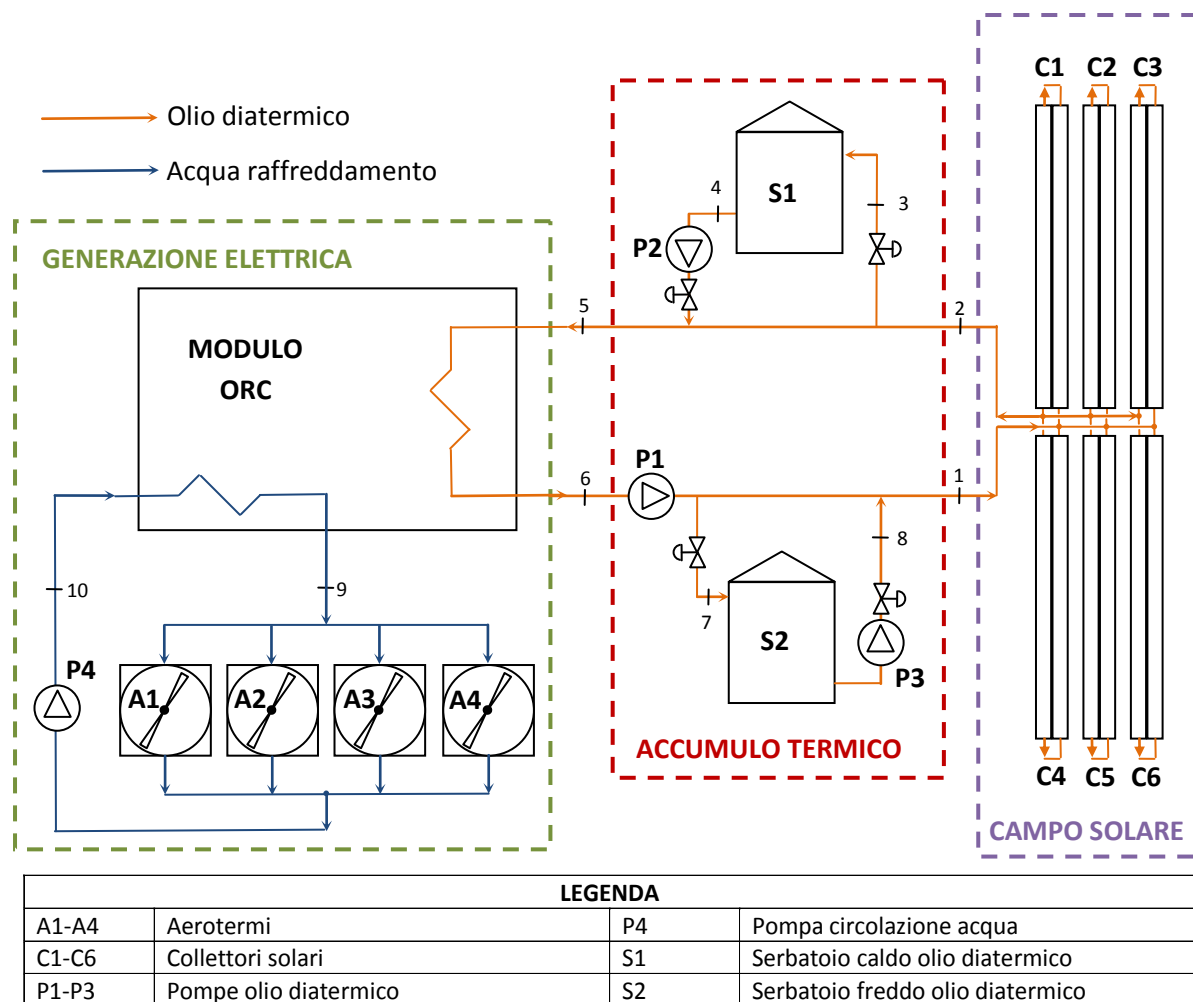 C1 C2 C3
Olio diatermico
Acqua raffreddamento
4 S1 3
P2
GENERAZIONE ELETTRICA
5 2
MODULO
ORC
P1
6 1
8
10 9
7
S2
P4 P3
A1 A2 A3 A4
ACCUMULO TERMICO
C4 C5 C6
CAMPO SOLARE
LEGENDA
A1-A4 Aerotermi P4 Pompa circolazione acqua
C1-C6 Collettori solari S1 Serbatoio caldo olio diatermico
P1-P3 Pompe olio diatermico S2 Serbatoio freddo olio diatermico